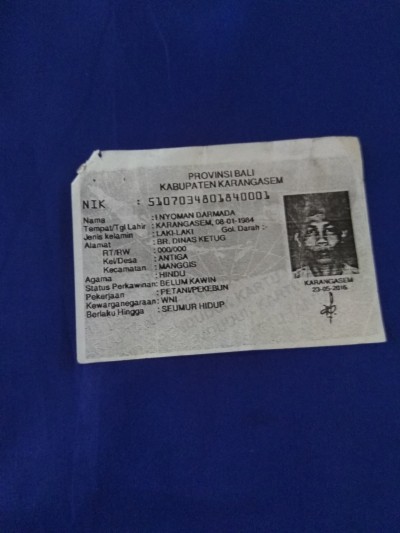 PROVINSI BALI
KABUPATEN KARANGASEM
NIK : 5107034801840001
Nama : I NYOMAN DARMADA
Tempat/Tgl Lahir : KARANGASEM, 08-01-1984
Jenis kelamin : LAKI-LAKI Gol. Darah :
Alamat : BR. DINAS KETUG
RT/RW : 000/000
Kel/Desa : ANTIGA
Kecamatan : MANGGIS
Agama : HINDU
Status Perkawinan: BELUM KAWIN
Pekerjaan : PETANI/PEKEBUN
Kewarganegaraan: WNI
Berlaku Hingga : SEUMUR HIDUP
KARANGASEM
23-05-2016